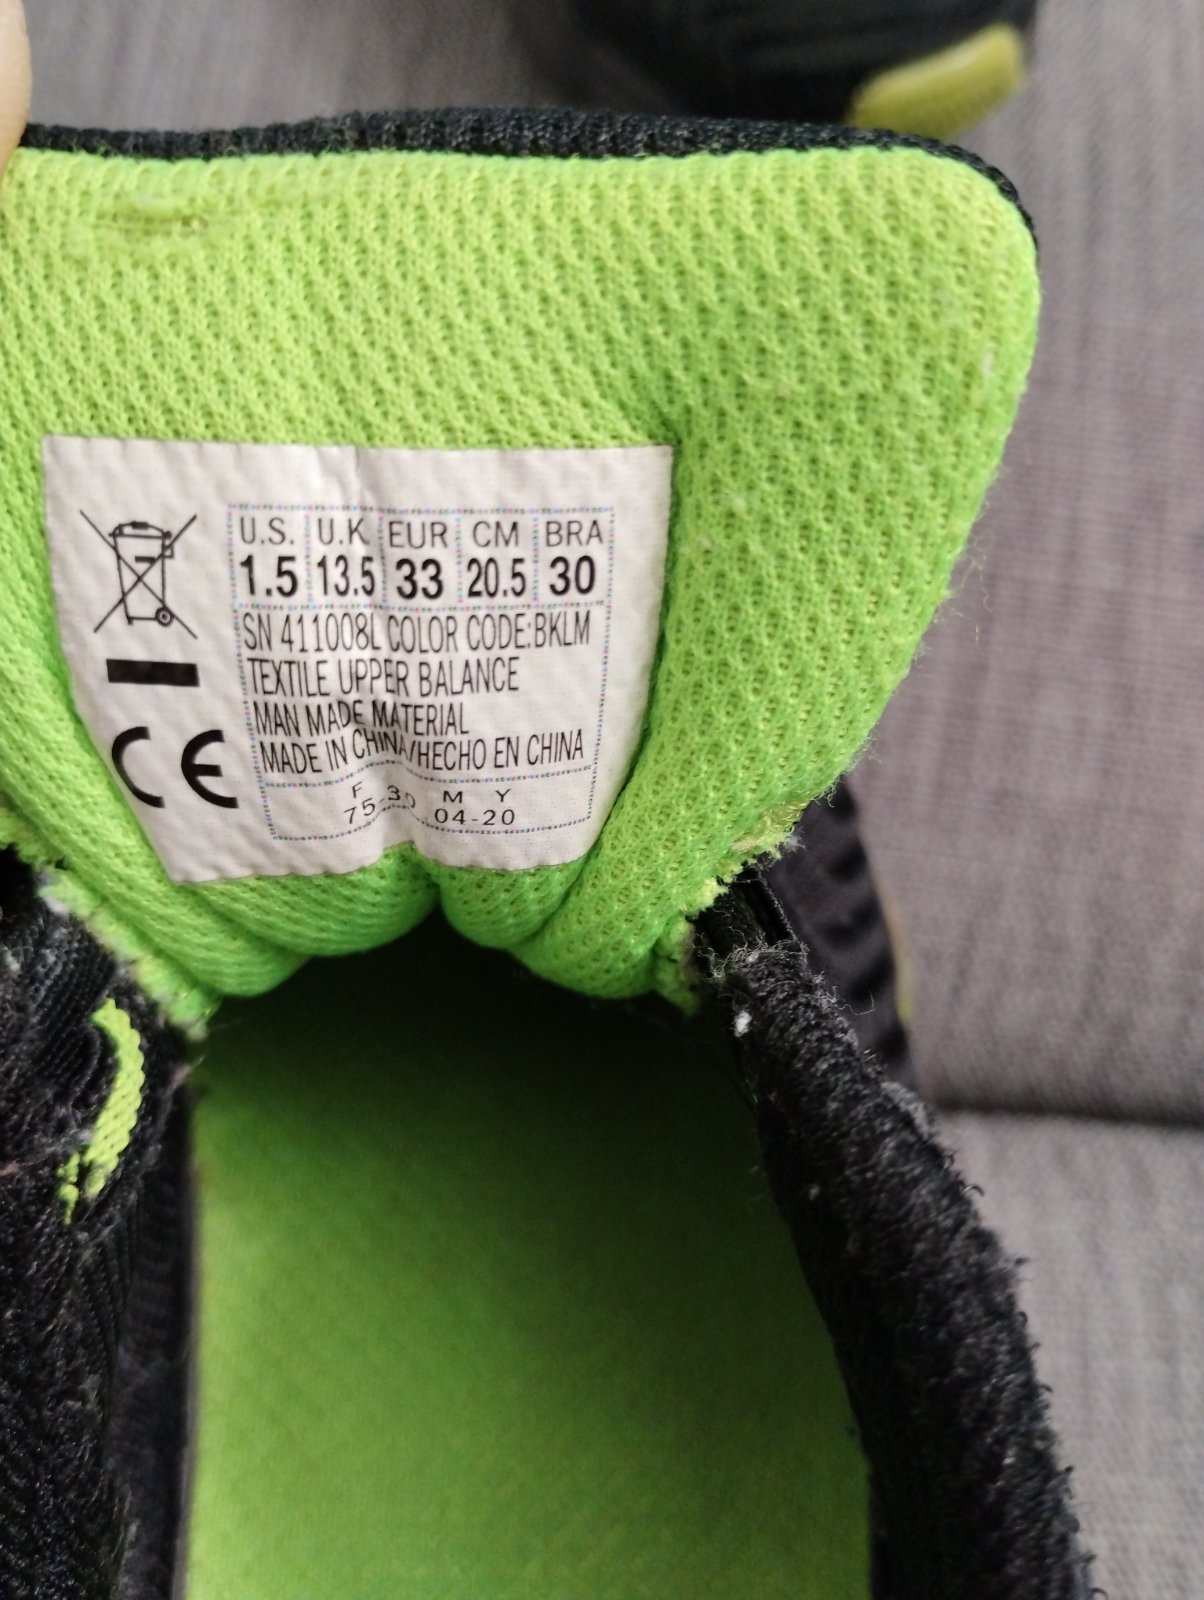 U.S. U.K EUR CM BRA
1.5 13.5 33 20.5 30
SN 411008L COLOR CODE:BKLM
TEXTILE UPPER BALANCE
MAN MADE MATERIAL
MADE IN CHINA/HECHO EN CHINA
F M Y
75-30 04-20
CE